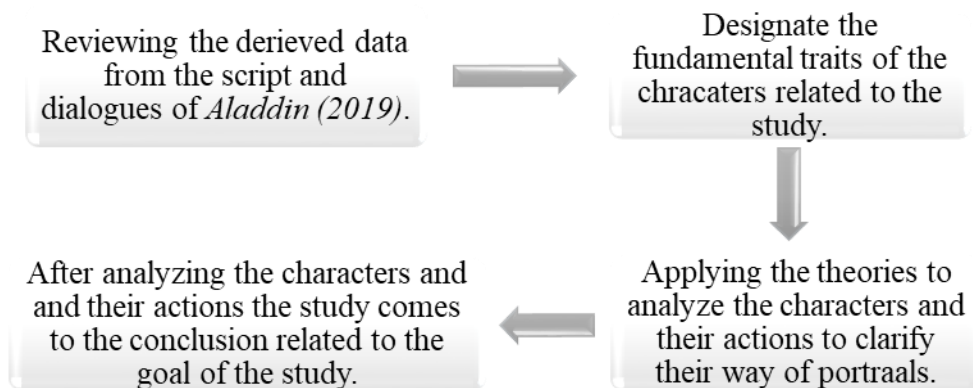 Reviewing the derieved data
from the script and
dialogues of Aladdin (2019).
Designate the
fundamental traits of the
chracaters related to the
study.
Applying the theories to
analyze the characters and
their actions to clarify
their way of portraals.
After analyzing the characters and
and their actions the study comes
to the conclusion related to the
goal of the study.